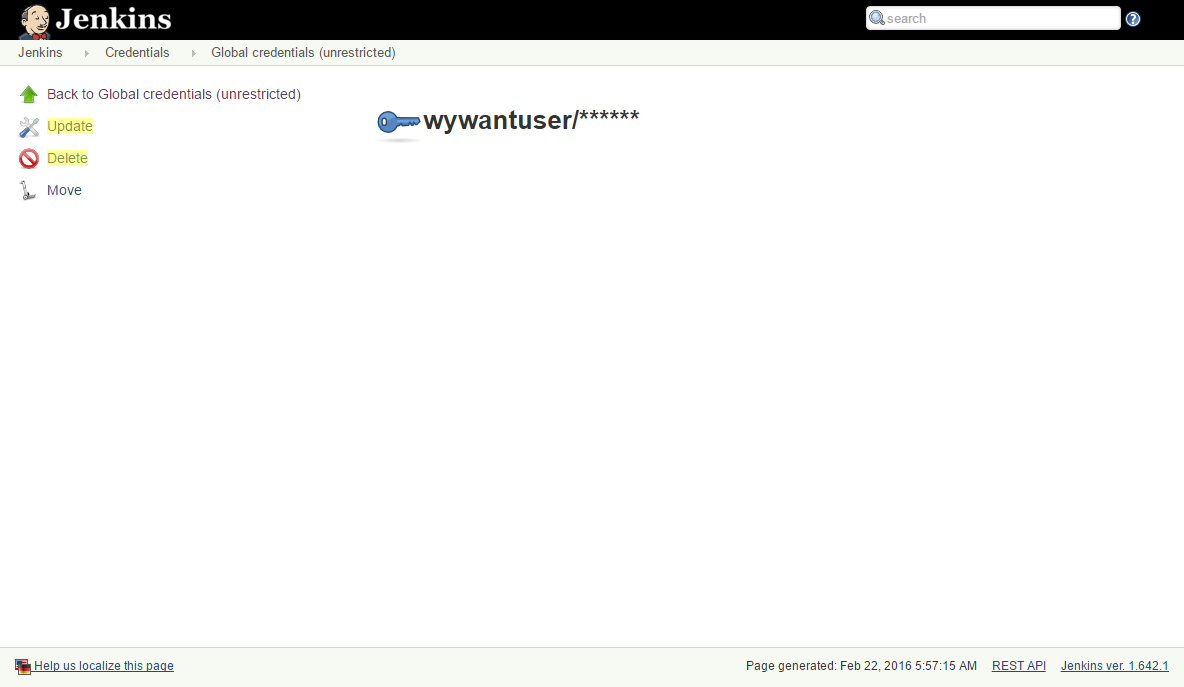 Jenkins
search
Jenkins Credentials Global credentials (unrestricted)
Back to Global credentials (unrestricted)
Update
Delete
Move
wywantuser/******
Help us localize this page
Page generated: Feb 22, 2016 5:57:15 AM REST API Jenkins ver. 1.642.1